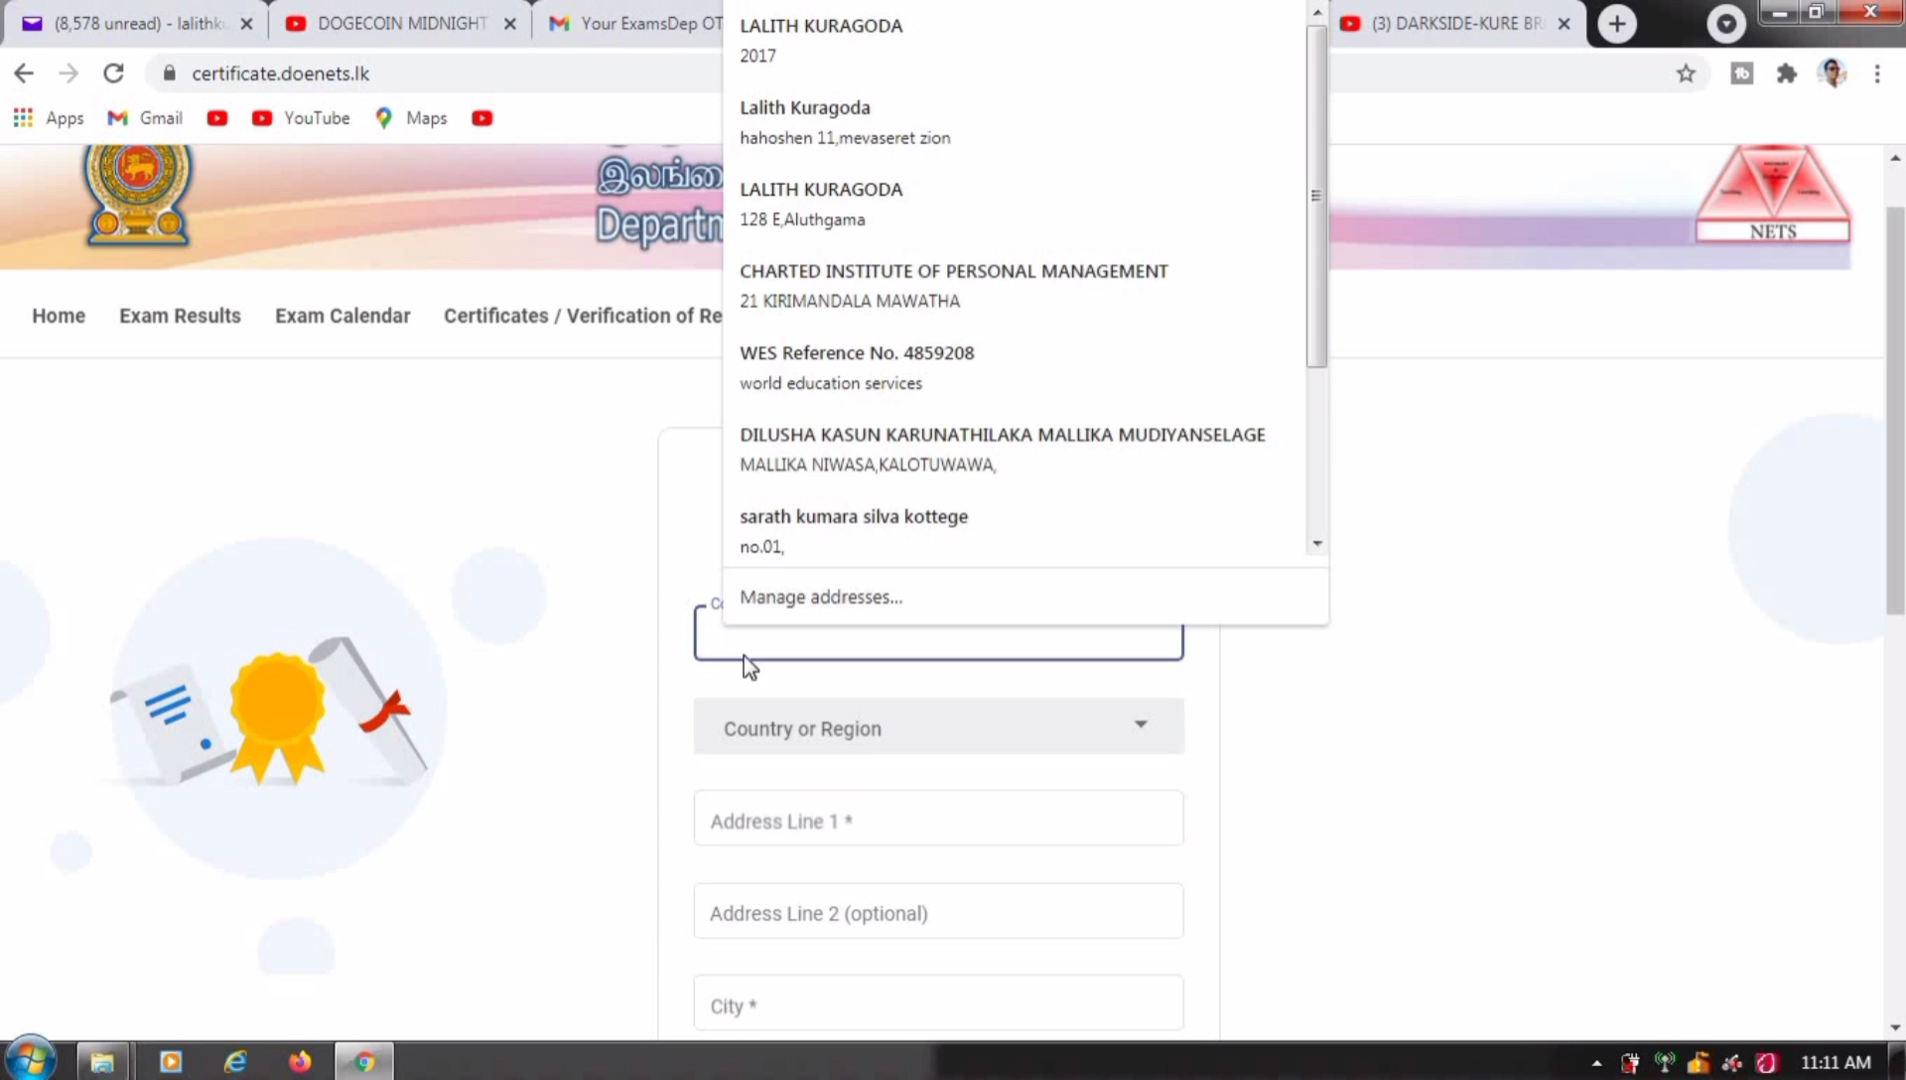 (8,578 unread) - lalithk
DOGECOIN MIDNIGHT
Your ExamsDep OT
(3) DARKSIDE-KURE BR
certificate.doenets.lk
Apps
Gmail
YouTube
Maps
இலங்கை
Departm
NETS
Home
Exam Results
Exam Calendar
Certificates / Verification of Re
LALITH KURAGODA
2017
Lalith Kuragoda
hahoshen 11,mevaseret zion
LALITH KURAGODA
128 E,Aluthgama
CHARTED INSTITUTE OF PERSONAL MANAGEMENT
21 KIRIMANDALA MAWATHA
WES Reference No. 4859208
world education services
DILUSHA KASUN KARUNATHILAKA MALLIKA MUDIYANSELAGE
MALLIKA NIWASA,KALOTUWAWA,
sarath kumara silva kottege
no.01,
Manage addresses...
Country or Region
Address Line 1 *
Address Line 2 (optional)
City *
11:11 AM